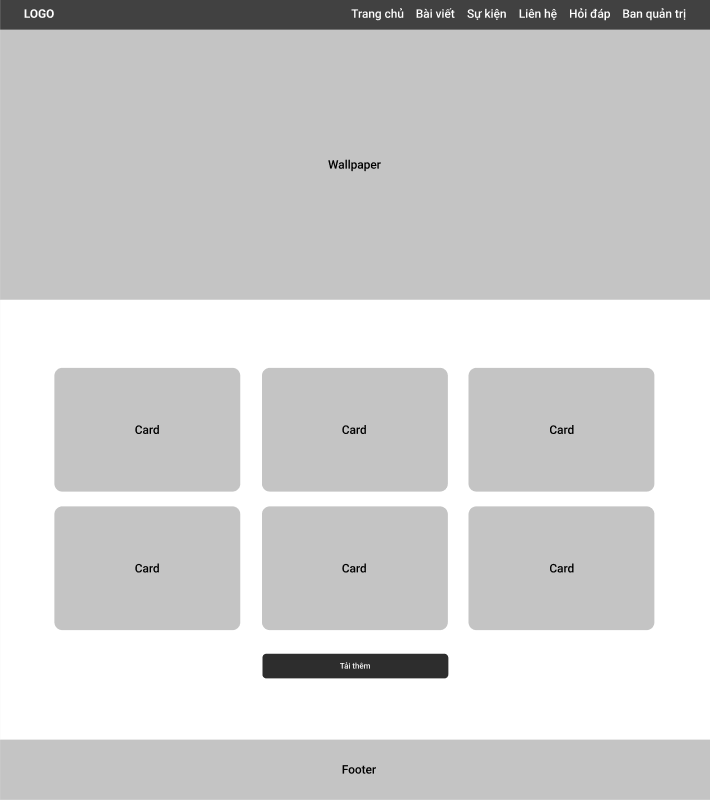 LOGO
Trang chủ Bài viết Sự kiện Liên hệ Hỏi đáp Ban quản trị
Wallpaper
Card Card Card
Card Card Card
Tải thêm
Footer